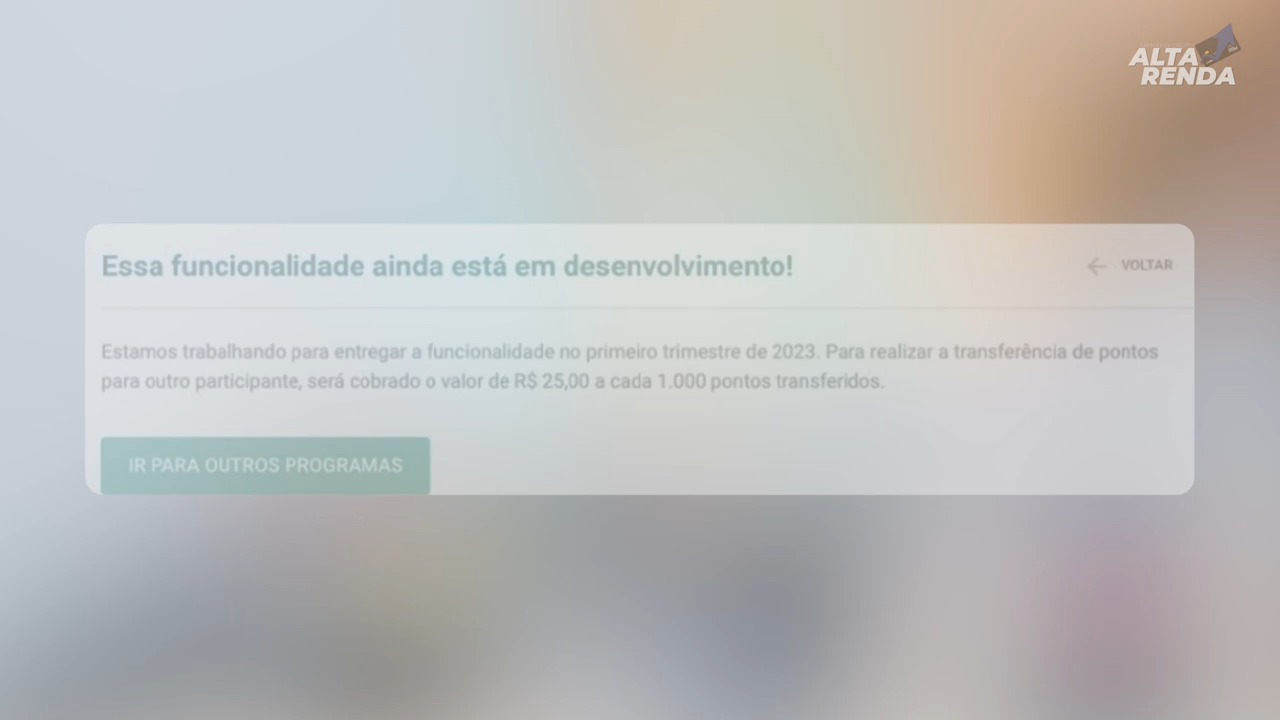 ALTA
RENDA
Essa funcionalidade ainda está em desenvolvimento!
VOLTAR
Estamos trabalhando para entregar a funcionalidade no primeiro trimestre de 2023. Para realizar a transferência de pontos
para outro participante, será cobrado o valor de R$ 25,00 a cada 1.000 pontos transferidos.
IR PARA OUTROS PROGRAMAS